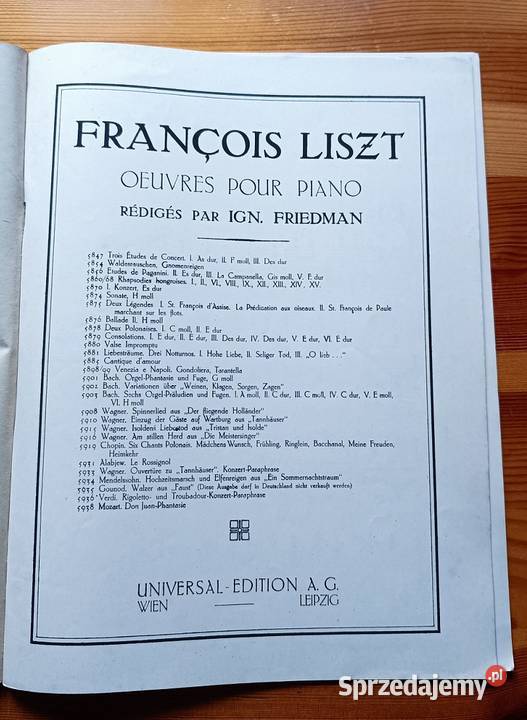 FRANÇOIS LISZT
OEUVRES POUR PIANO
RÉDIGÉS PAR IGN. FRIEDMAN
5847 Trois Études de Concert. I. As dur, II. F moll, III. Des dur
5854 Waldesrauschen, Gnomenreigen
5856 Etudes de Paganini. II. Es dur, III. La Campanella, Gis moll, V. E dur
5860/68 Rhapsodies hongroises. I., II., VI., VIII., IX., XII., XIII., XIV., XV.
5870 I. Konzert, Es dur
5874 Sonate, H moll
5875 Deux Légendes. I. St. François d'Assise. La Prédication aux oiseaux. II. St. François de Paule
marchant sur les flots.
5876 Ballade II. H moll
5878 Deux Polonaises. I. C moll, II. E dur
5879 Consolations. I. E dur, II. E dur, III. Des dur, IV. Des dur, V. E dur, VI. E dur
5880 Valse Impromptu
5881 Liebesträume. Drei Notturnos. I. Hohe Liebe, II. Seliger Tod, III. „O lieb . . ."
5885 Cantique d'amour
5898/99 Venezia e Napoli. Gondoliera, Tarantella
5901 Bach. Orgel-Phantasie und Fuge, G moll
5902 Bach. Variationen über „Weinen, Klagen, Sorgen, Zagen"
5903 Bach. Sechs Orgel-Präludien und Fugen. I. A moll, II. C dur, III. C moll, IV. C dur, V. E moll,
VI. H moll
5908 Wagner. Spinnerlied aus „Der fliegende Holländer"
5910 Wagner. Einzug der Gäste auf Wartburg aus „Tannhäuser"
5915 Wagner. Isoldens Liebestod aus „Tristan und Isolde"
5916 Wagner. Am stillen Herd aus „Die Meistersinger"
5919 Chopin. Six Chants Polonais. Mädchens Wunsch, Frühling, Ringlein, Bacchanal, Meine Freuden,
Heimkehr
5931 Alabjew. Le Rossignol
5933 Wagner. Ouvertüre zu „Tannhäuser". Konzert-Paraphrase
5934 Mendelssohn. Hochzeitsmarsch und Elfenreigen aus „Ein Sommernachtstraum"
5935 Gounod. Walzer aus „Faust" (Diese Ausgabe darf in Deutschland nicht verkauft werden)
5936 Verdi. Rigoletto- und Troubadour-Konzert-Paraphrase
5938 Mozart. Don Juan-Phantasie
UNIVERSAL-EDITION A. G.
WIEN LEIPZIG
Sprzedajemy.pl